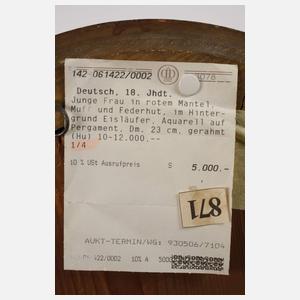 142 061422/0002
Deutsch, 18. Jhdt.
Junge Frau in rotem Mantel,
Muff und Federhut, im Hinter-
grund Eisläufer, Aquarell auf
Pergament, Dm. 23 cm, gerahmt
(Hu) 10-12.000.--
1/4
10 % USt Ausrufpreis S 5.000.-
871
AUKT-TERMIN/WG: 930506/7104
10% A